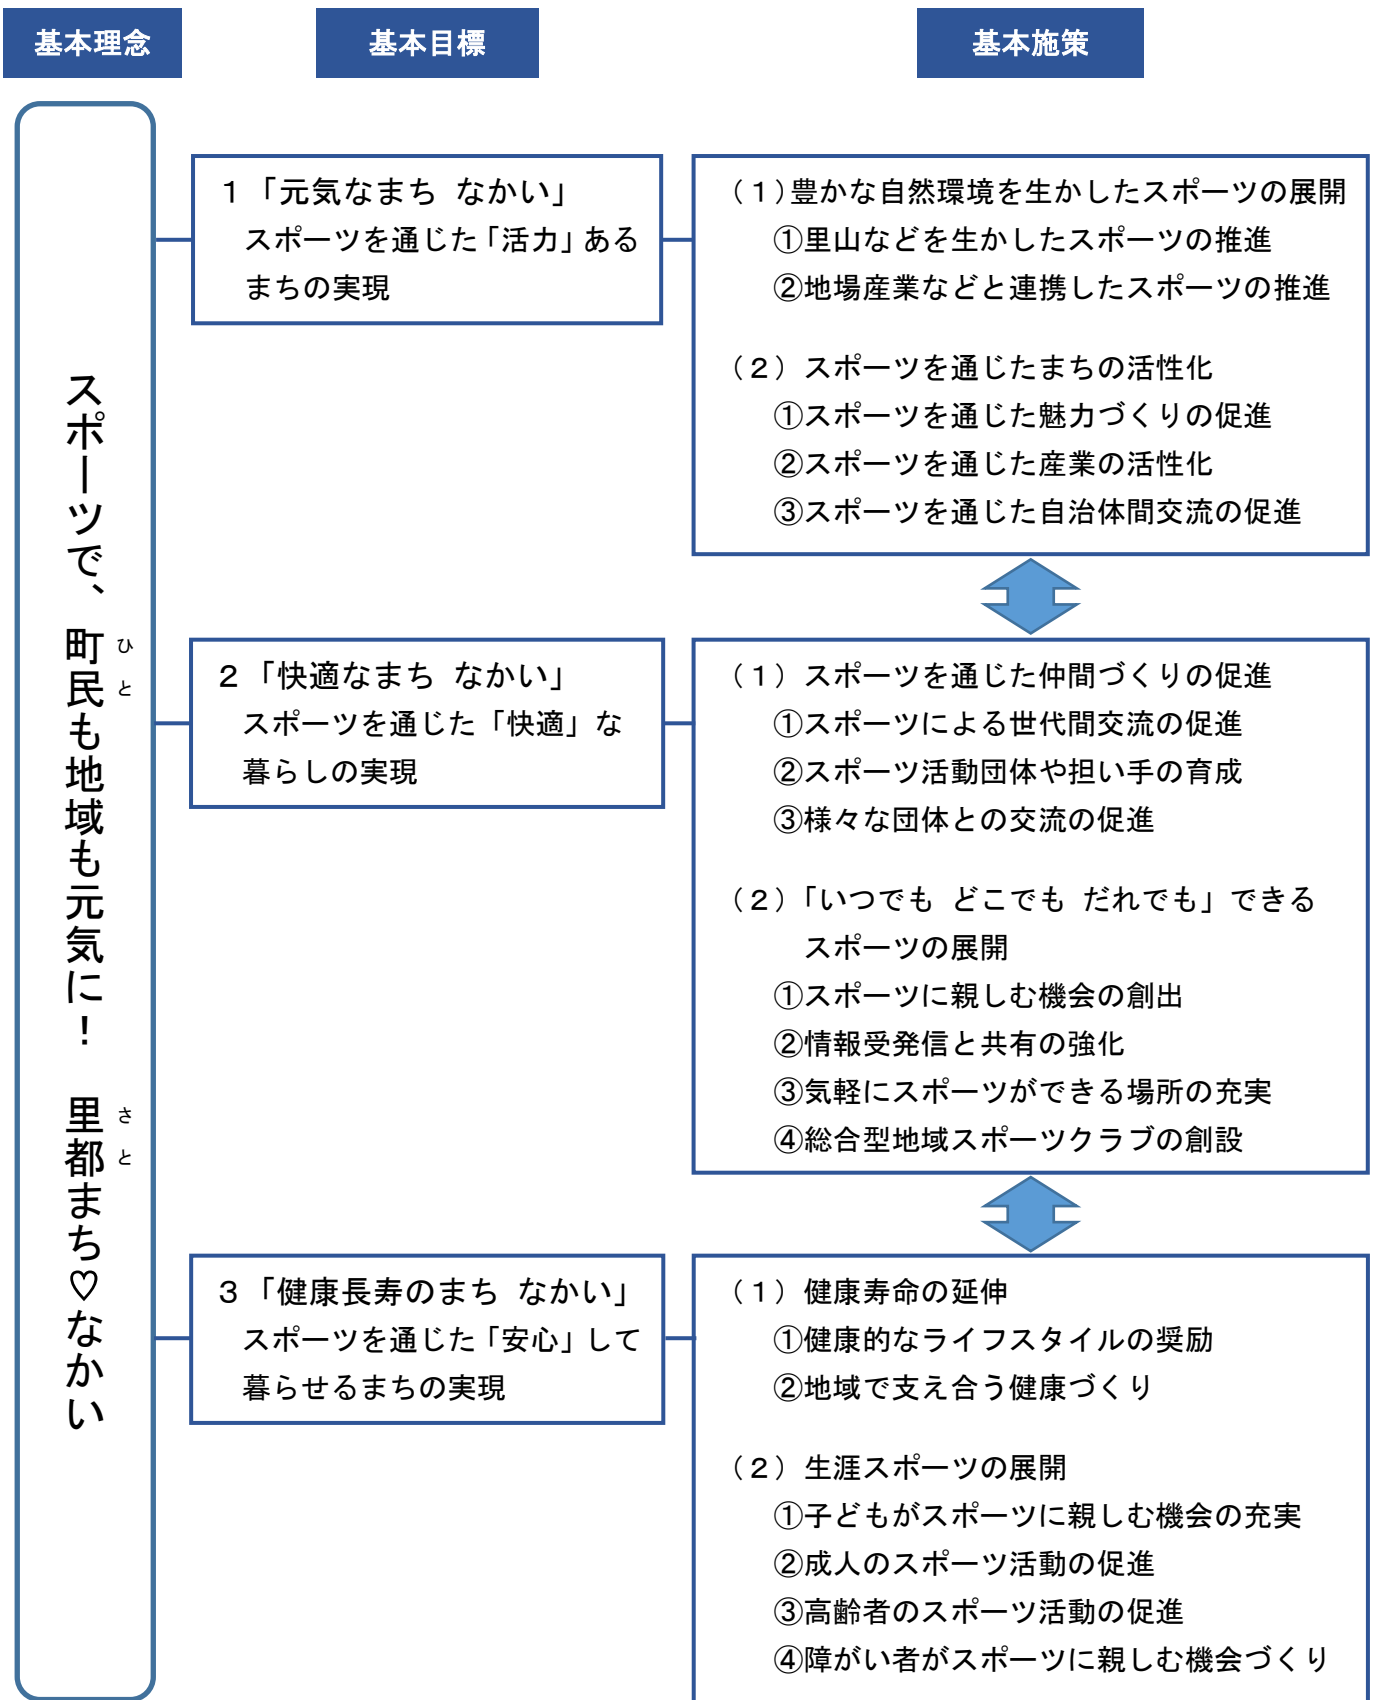 基本理念
基本目標
基本施策
スポーツで、町民も地域も元気に！　里都まち♡なかい
ひと
さと
１「元気なまち なかい」
スポーツを通じた「活力」ある
まちの実現
（１）豊かな自然環境を生かしたスポーツの展開
①里山などを生かしたスポーツの推進
②地場産業などと連携したスポーツの推進
（２）スポーツを通じたまちの活性化
①スポーツを通じた魅力づくりの促進
②スポーツを通じた産業の活性化
③スポーツを通じた自治体間交流の促進
２「快適なまち なかい」
スポーツを通じた「快適」な
暮らしの実現
（１）スポーツを通じた仲間づくりの促進
①スポーツによる世代間交流の促進
②スポーツ活動団体や担い手の育成
③様々な団体との交流の促進
（２）「いつでも どこでも だれでも」できる
スポーツの展開
①スポーツに親しむ機会の創出
②情報受発信と共有の強化
③気軽にスポーツができる場所の充実
④総合型地域スポーツクラブの創設
３「健康長寿のまち なかい」
スポーツを通じた「安心」して
暮らせるまちの実現
（１）健康寿命の延伸
①健康的なライフスタイルの奨励
②地域で支え合う健康づくり
（２）生涯スポーツの展開
①子どもがスポーツに親しむ機会の充実
②成人のスポーツ活動の促進
③高齢者のスポーツ活動の促進
④障がい者がスポーツに親しむ機会づくり